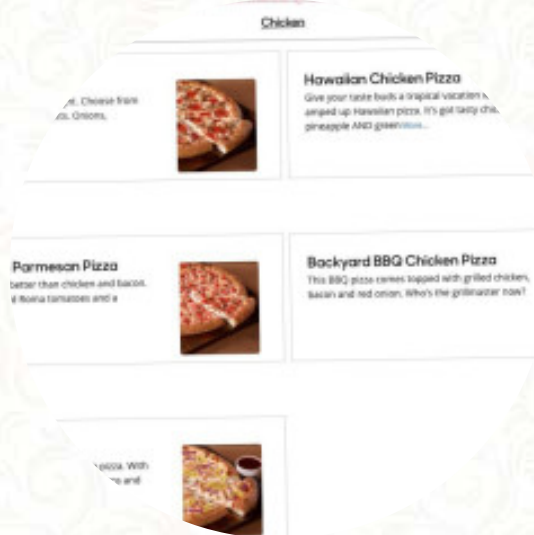 Chicken
Hawaiian Chicken Pizza
Give your taste buds a tropical vacation
amped up Hawaiian pizza. It's got tasty
pineapple AND green More...
. Choose from
Onions,
Parmesan Pizza
better than chicken and bacon.
Roma tomatoes and a
Backyard BBQ Chicken Pizza
This BBQ pizza comes topped with grilled chicken,
bacon and red onion. Who's the grillmaster now?
pizza. With
and